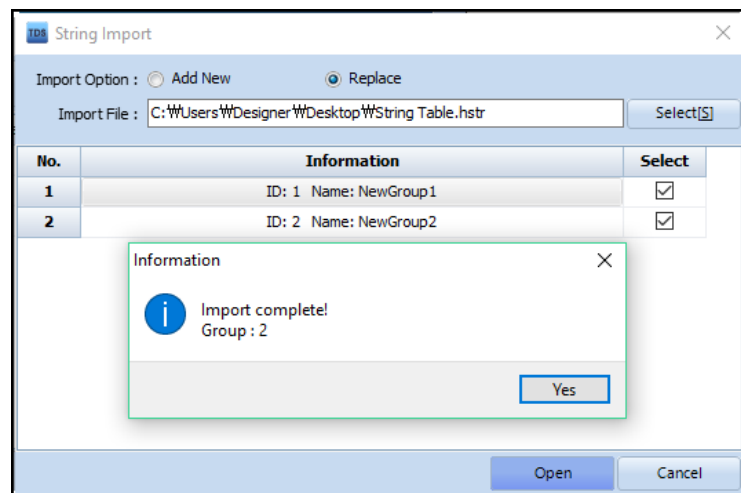 TDS String Import
Import Option : Add New Replace
Import File : C:₩Users₩Designer₩Desktop₩String Table.hstr Select[S]
No. Information Select
1 ID: 1 Name: NewGroup1
2 ID: 2 Name: NewGroup2
Information
Import complete!
Group : 2
Yes
Open Cancel